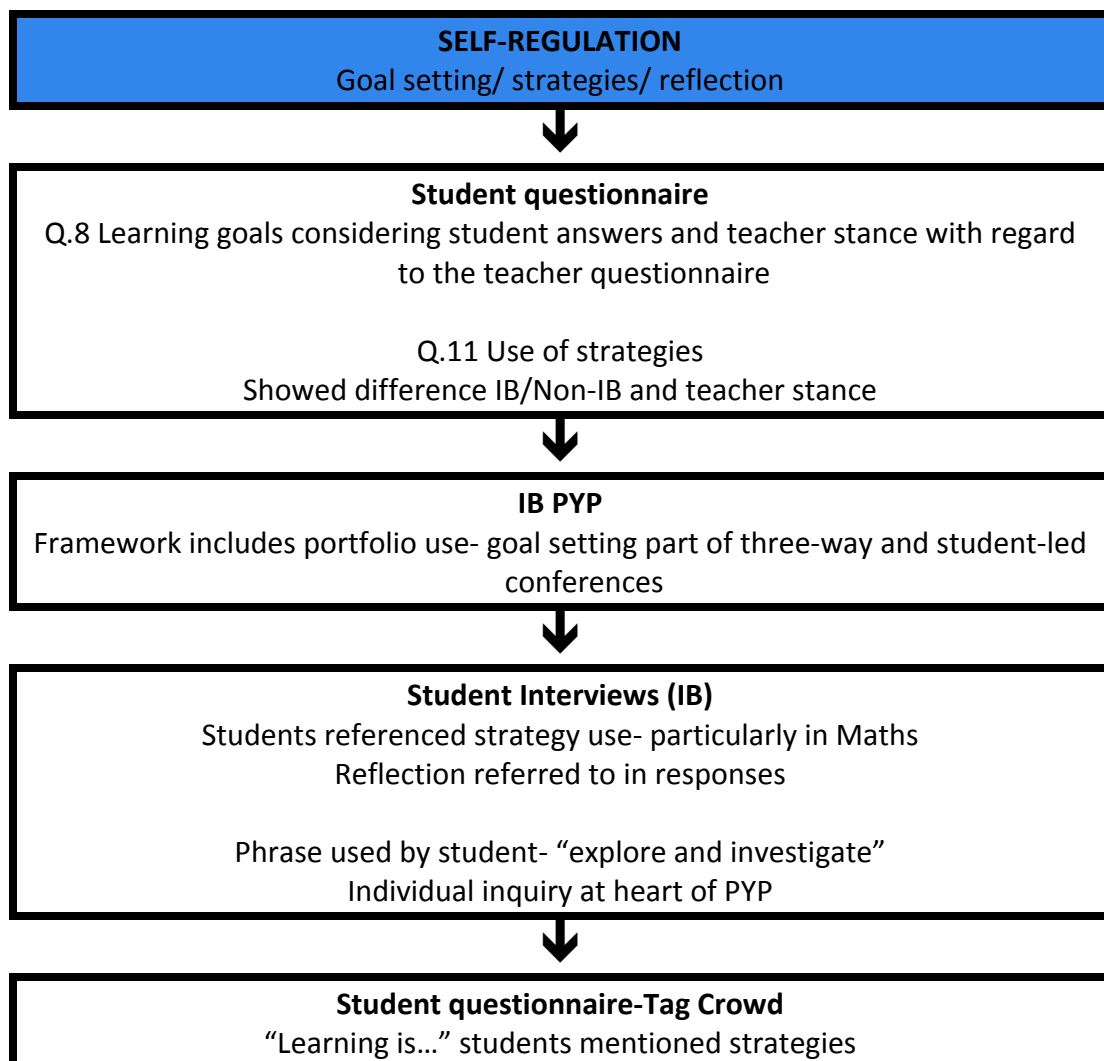 SELF-REGULATION
Goal setting/ strategies/ reflection
Student questionnaire
Q.8 Learning goals considering student answers and teacher stance with regard
to the teacher questionnaire
Q.11 Use of strategies
Showed difference IB/Non-IB and teacher stance
IB PYP
Framework includes portfolio use- goal setting part of three-way and student-led
conferences
Student Interviews (IB)
Students referenced strategy use- particularly in Maths
Reflection referred to in responses
Phrase used by student- “explore and investigate”
Individual inquiry at heart of PYP
Student questionnaire-Tag Crowd
“Learning is…” students mentioned strategies